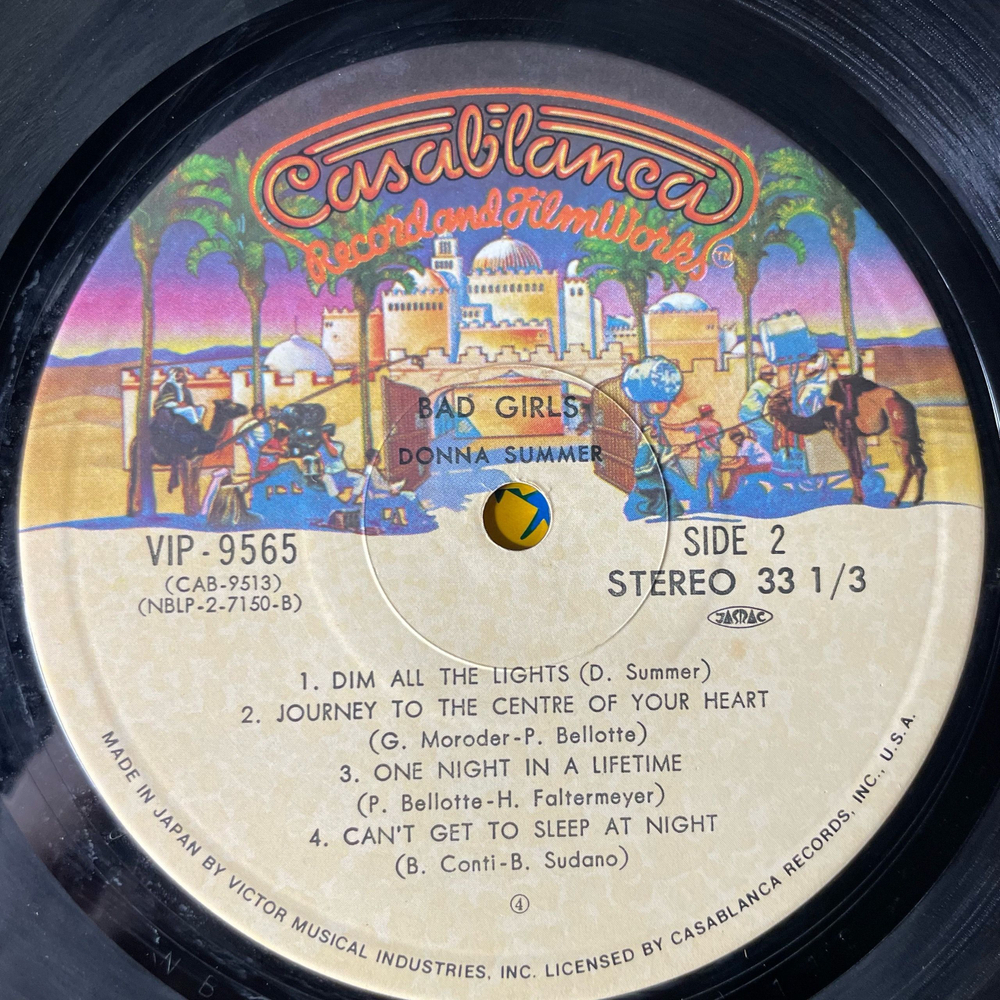 Casablanca
Record and FilmWorks TM
BAD GIRLS
DONNA SUMMER
VIP-9565
(CAB-9513)
(NBLP-2-7150-B)
SIDE 2
STEREO 33 1/3
JASRAC
1. DIM ALL THE LIGHTS (D. Summer)
2. JOURNEY TO THE CENTRE OF YOUR HEART
(G. Moroder-P. Bellotte)
3. ONE NIGHT IN A LIFETIME
(P. Bellotte-H. Faltermeyer)
4. CAN'T GET TO SLEEP AT NIGHT
(B. Conti-B. Sudano)
④
MADE IN JAPAN BY VICTOR MUSICAL INDUSTRIES, INC. LICENSED BY CASABLANCA RECORDS, INC., U.S.A.